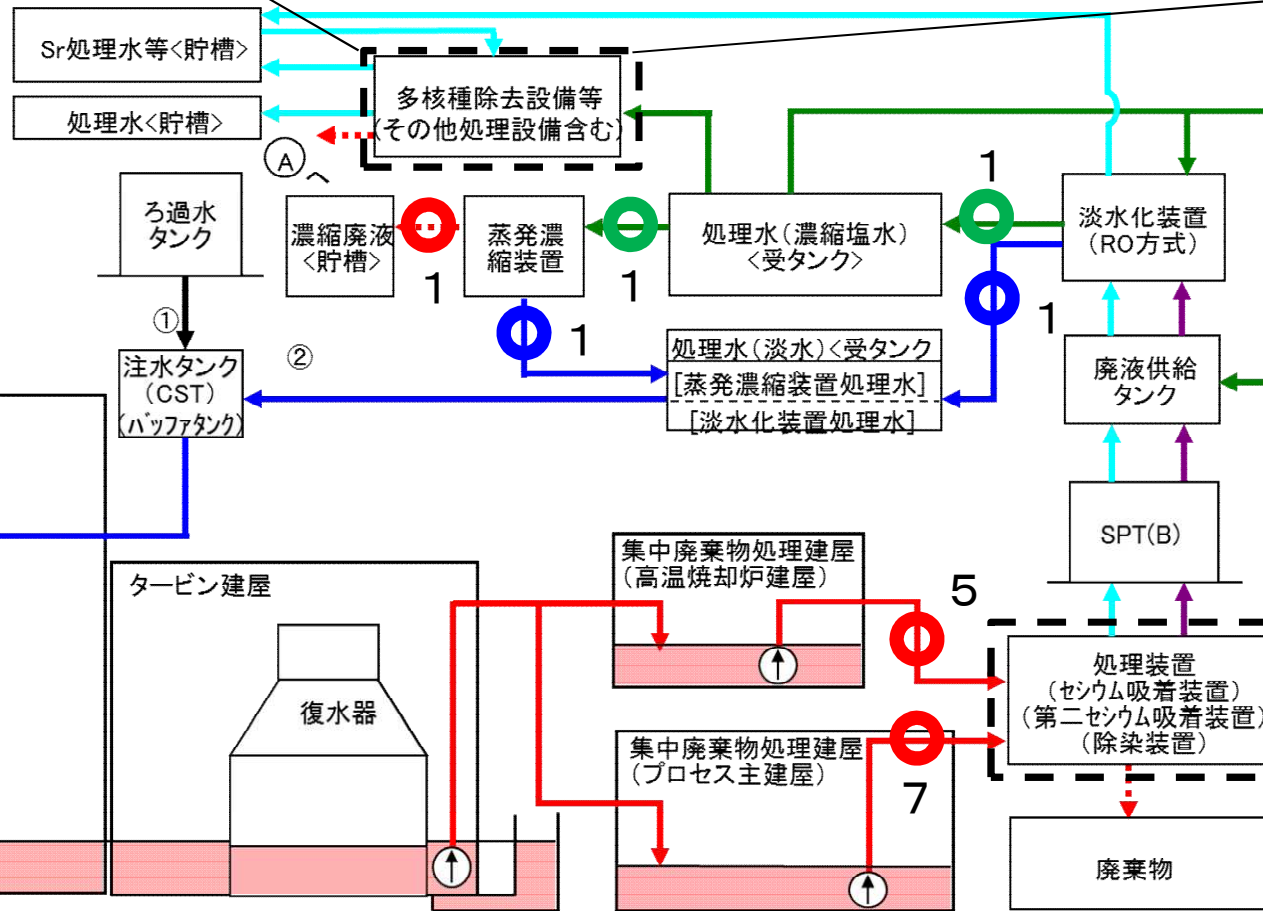 Sr処理水等<貯槽>
処理水<貯槽>
多核種除去設備等
(その他処理設備含む)
A
へ
ろ過水
タンク
①
注水タンク
(CST)
(バッファタンク)
②
濃縮廃液
<貯槽>
1
蒸発濃
縮装置
1
1
処理水(濃縮塩水)
<受タンク>
1
淡水化装置
(RO方式)
1
処理水(淡水)<受タンク
[蒸発濃縮装置処理水]
[淡水化装置処理水]
廃液供給
タンク
SPT(B)
タービン建屋
復水器
集中廃棄物処理建屋
(高温焼却炉建屋)
5
集中廃棄物処理建屋
(プロセス主建屋)
7
処理装置
(セシウム吸着装置)
(第二セシウム吸着装置)
(除染装置)
廃棄物